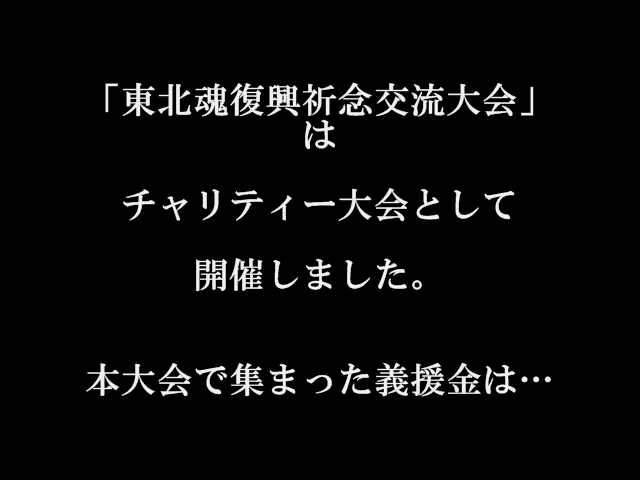 「東北魂復興祈念交流大会」
は
チャリティー大会として
開催しました。
本大会で集まった義援金は…